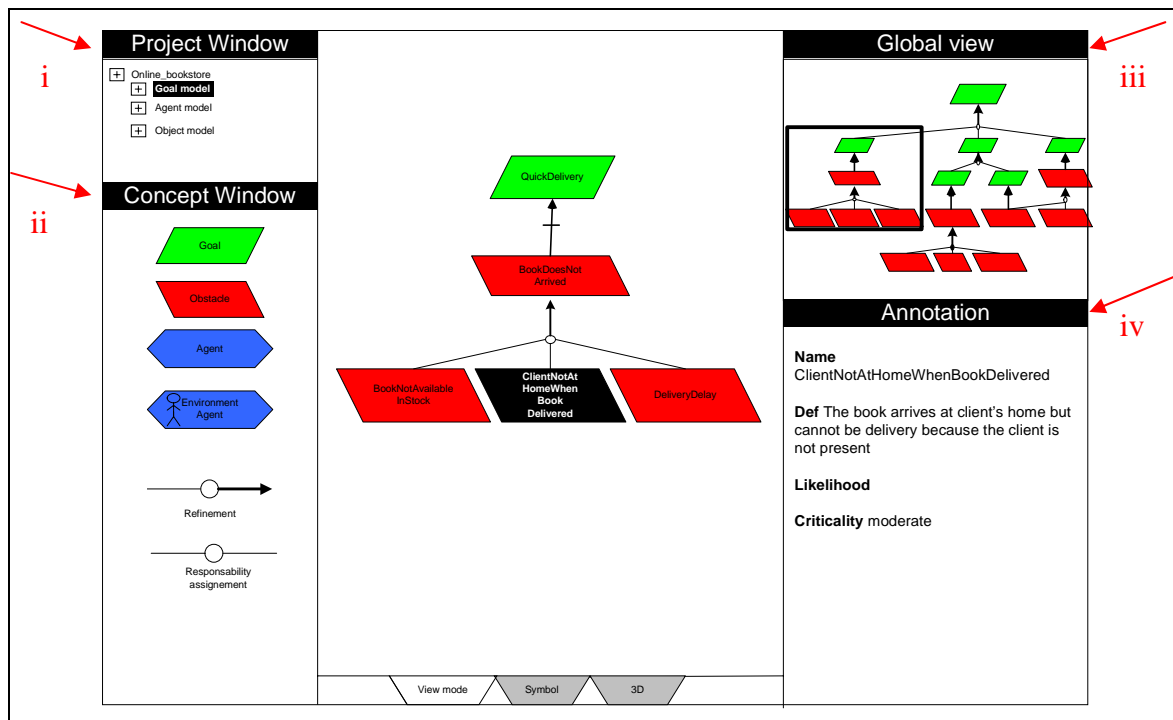 i
Project Window
+ Online_bookstore
+ Goal model
+ Agent model
+ Object model
ii
Concept Window
Goal
Obstacle
Agent
Environment
Agent
Refinement
Responsability
assignement
QuickDelivery
BookDoesNot
Arrived
BookNotAvailable
InStock
ClientNotAt
HomeWhen
Book
Delivered
DeliveryDelay
View mode
Symbol
3D
Global view
iii
Annotation
iv
Name
ClientNotAtHomeWhenBookDelivered
Def The book arrives at client's home but
cannot be delivery because the client is
not present
Likelihood
Criticality moderate